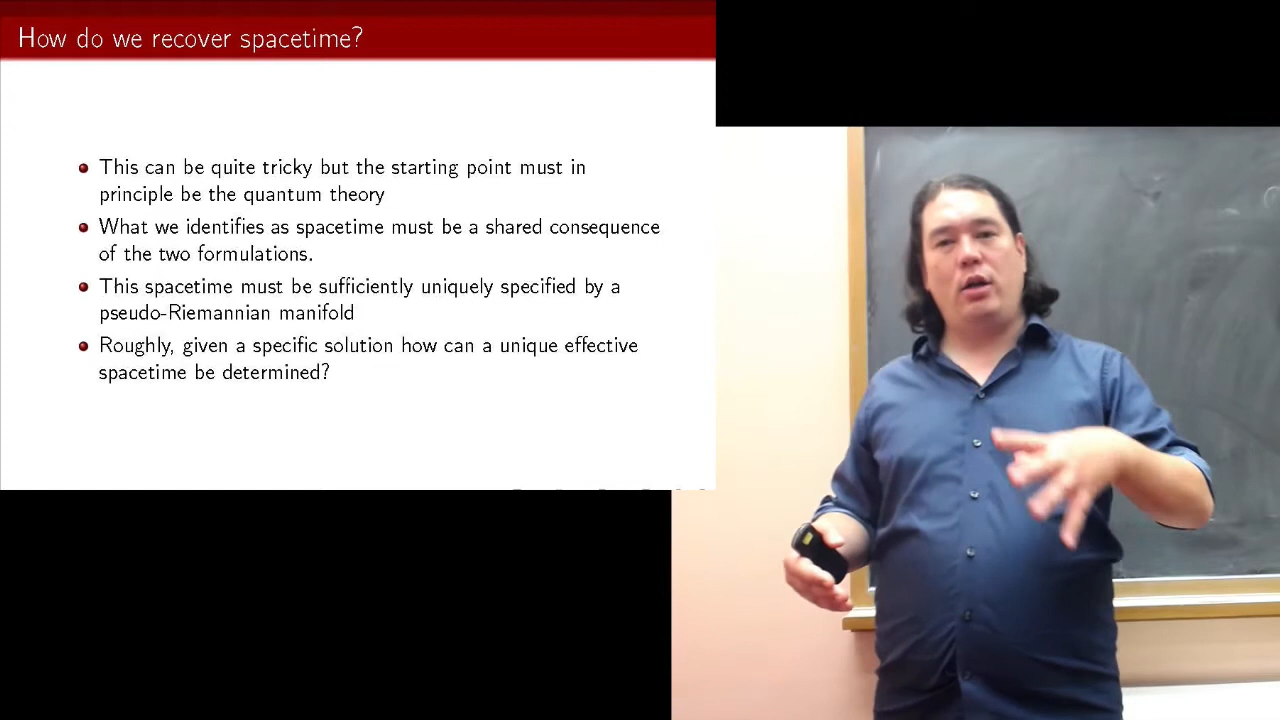 How do we recover spacetime?
This can be quite tricky but the starting point must in
principle be the quantum theory
What we identifies as spacetime must be a shared consequence
of the two formulations.
This spacetime must be sufficiently uniquely specified by a
pseudo-Riemannian manifold
Roughly, given a specific solution how can a unique effective
spacetime be determined?